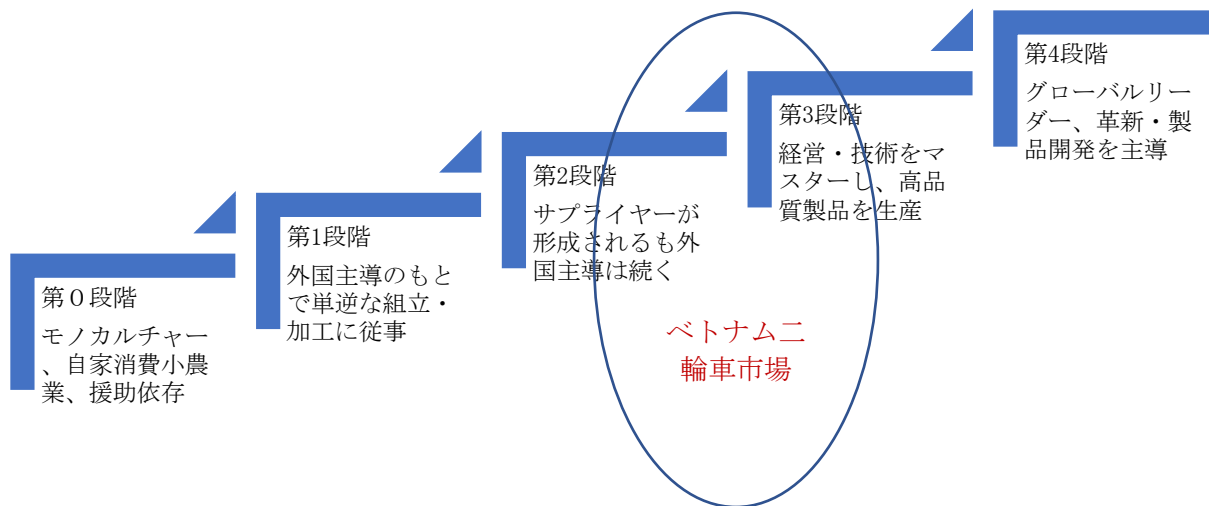 第０段階
モノカルチャー
、自家消費小農
業、援助依存
第1段階
外国主導のもと
で単逆な組立・
加工に従事
第2段階
サプライヤーが
形成されるも外
国主導は続く
第3段階
経営・技術をマ
スターし、高品
質製品を生産
第4段階
グローバルリー
ダー、革新・製
品開発を主導
ベトナム二
輪車市場